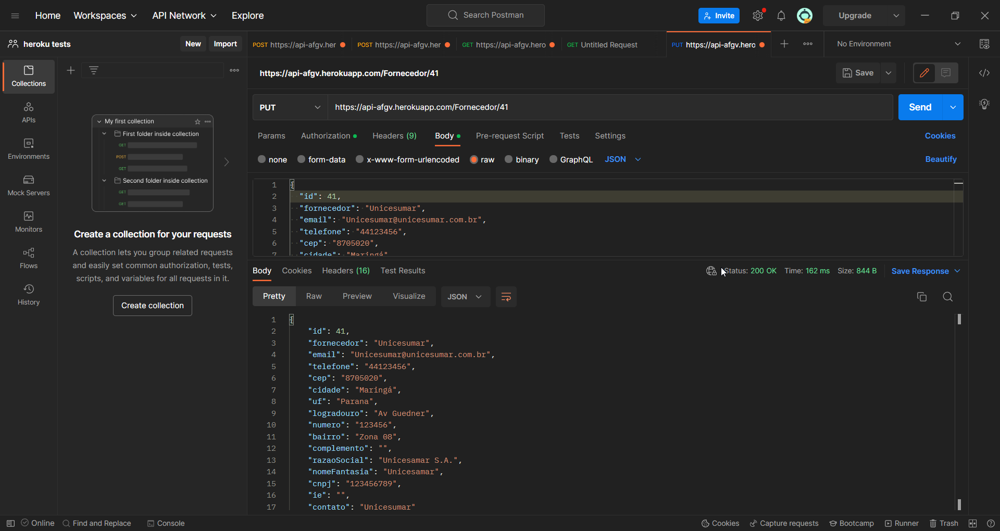 Home Workspaces API Network Explore Search Postman Invite Upgrade
heroku tests New Import POST https://api-afgv.her POST https://api-afgv.her GET https://api-afgv.hero GET Untitled Request PUT https://api-afgv.hero No Environment
Collections
APIs
Environments
Mock Servers
Monitors
Flows
History
My first collection
First folder inside collection
GET
POST
GET
Second folder inside collection
GET
GET
Create a collection for your requests
A collection lets you group related requests
and easily set common authorization, tests,
scripts, and variables for all requests in it.
Create collection
https://api-afgv.herokuapp.com/Fornecedor/41 Save
PUT https://api-afgv.herokuapp.com/Fornecedor/41 Send
Params Authorization Headers (9) Body Pre-request Script Tests Settings Cookies
none form-data x-www-form-urlencoded raw binary GraphQL JSON Beautify
1 {
2 "id": 41,
3 "fornecedor": "Unicesumar",
4 "email": "Unicesumar@unicesumar.com.br",
5 "telefone": "44123456",
6 "cep": "8705020",
7 "cidade": "Maringá"
Body Cookies Headers (16) Test Results Status: 200 OK Time: 162 ms Size: 844 B Save Response
Pretty Raw Preview Visualize JSON
1 {
2 "id": 41,
3 "fornecedor": "Unicesumar",
4 "email": "Unicesumar@unicesumar.com.br",
5 "telefone": "44123456",
6 "cep": "8705020",
7 "cidade": "Maringá",
8 "uf": "Parana",
9 "logradouro": "Av Guedner",
10 "numero": "123456",
11 "bairro": "Zona 08",
12 "complemento": "",
13 "razaoSocial": "Unicesamar S.A.",
14 "nomeFantasia": "Unicesamar",
15 "cnpj": "123456789",
16 "ie": "",
17 "contato": "Unicesumar"
Online Find and Replace Console Cookies Capture requests Bootcamp Runner Trash